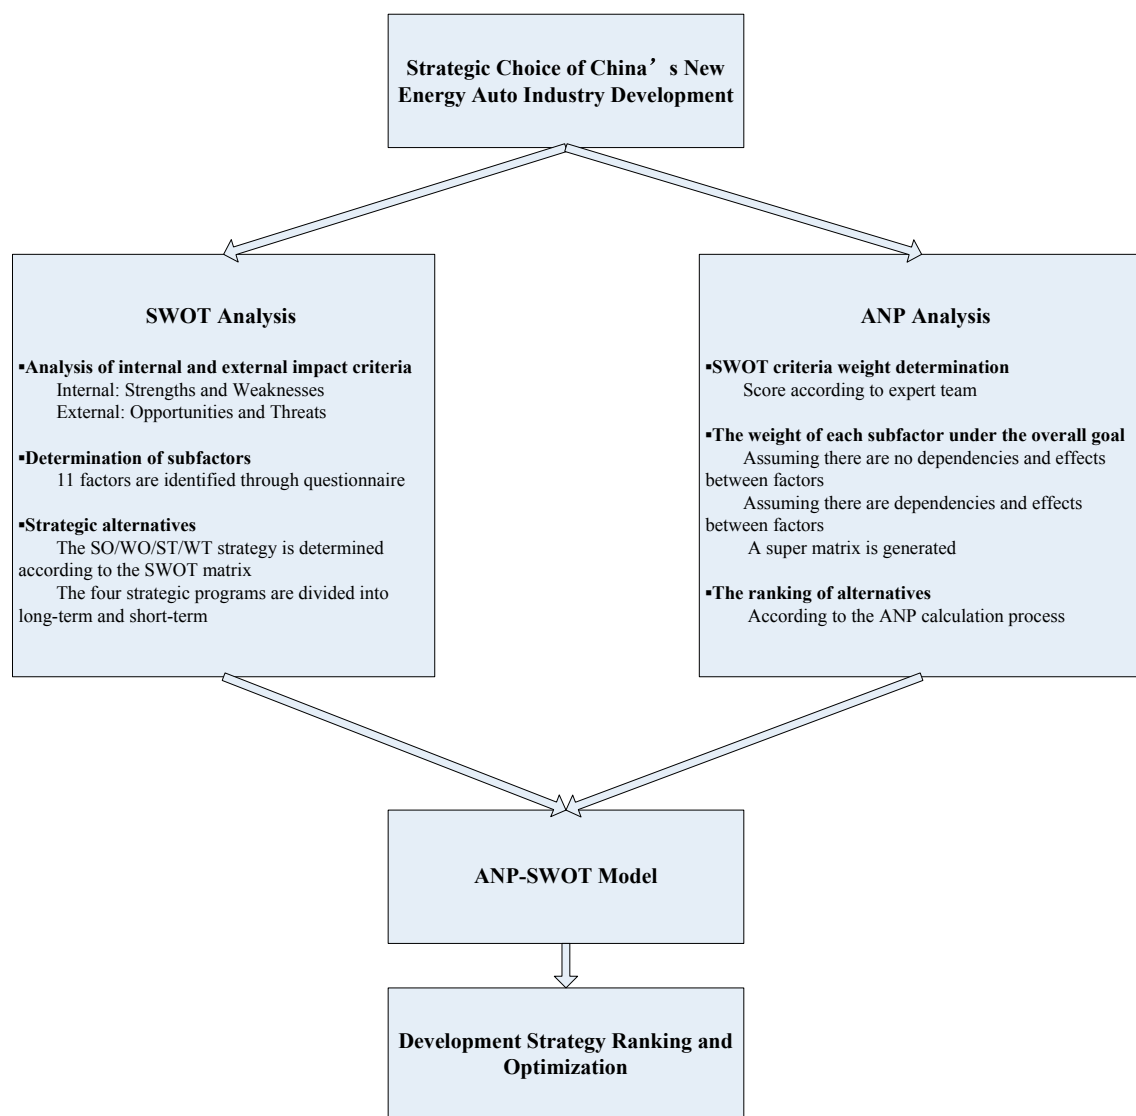 Strategic Choice of China’s New
Energy Auto Industry Development
SWOT Analysis
▪Analysis of internal and external impact criteria
Internal: Strengths and Weaknesses
External: Opportunities and Threats
▪Determination of subfactors
11 factors are identified through questionnaire
▪Strategic alternatives
The SO/WO/ST/WT strategy is determined
according to the SWOT matrix
The four strategic programs are divided into
long-term and short-term
ANP Analysis
▪SWOT criteria weight determination
Score according to expert team
▪The weight of each subfactor under the overall goal
Assuming there are no dependencies and effects
between factors
Assuming there are dependencies and effects
between factors
A super matrix is generated
▪The ranking of alternatives
According to the ANP calculation process
ANP-SWOT Model
Development Strategy Ranking and
Optimization